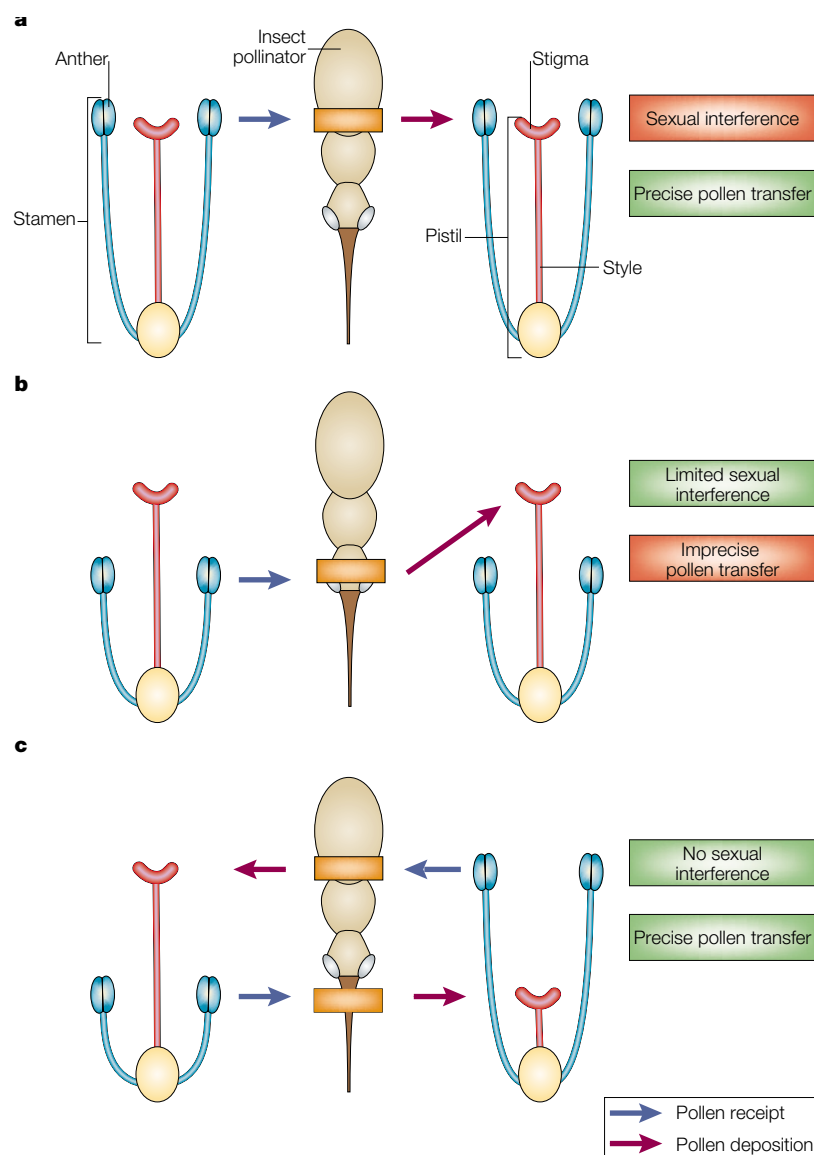 a
Insect
pollinator
Anther
Stigma
Sexual interference
Precise pollen transfer
Stamen
Pistil
Style
b
Limited sexual
interference
Imprecise
pollen transfer
c
No sexual
interference
Precise pollen transfer
Pollen receipt
Pollen deposition